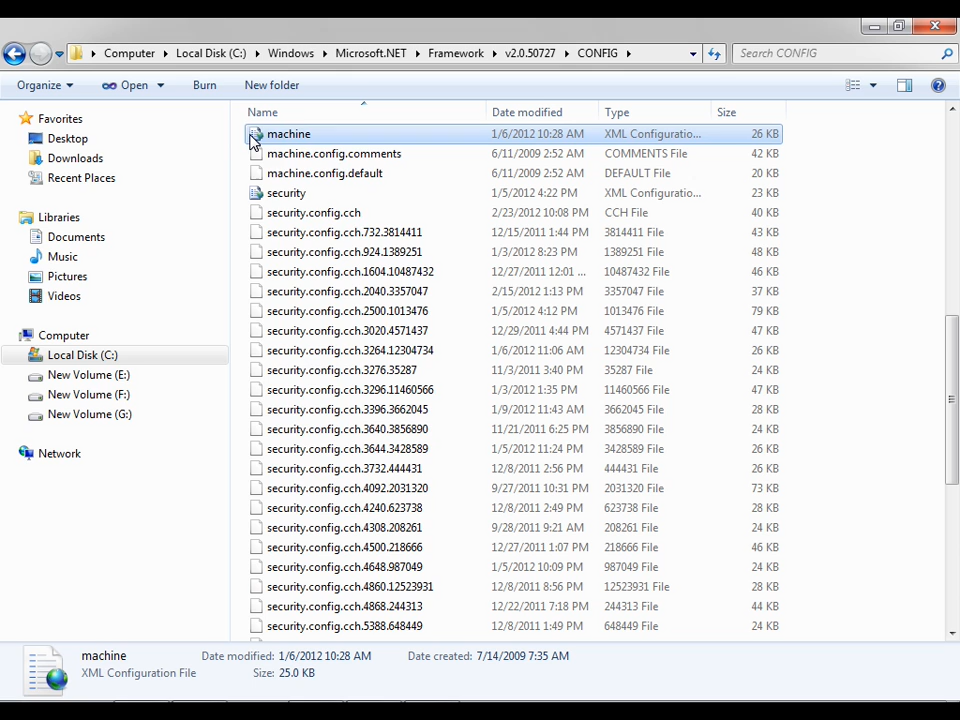 Computer Local Disk (C:) Windows Microsoft.NET Framework v2.0.50727 CONFIG Search CONFIG
Organize Open Burn New folder
Name Date modified Type Size
Favorites
Desktop
Downloads
Recent Places
Libraries
Documents
Music
Pictures
Videos
Computer
Local Disk (C:)
New Volume (E:)
New Volume (F:)
New Volume (G:)
Network
machine 1/6/2012 10:28 AM XML Configuratio... 26 KB
machine.config.comments 6/11/2009 2:52 AM COMMENTS File 42 KB
machine.config.default 6/11/2009 2:52 AM DEFAULT File 20 KB
security 1/5/2012 4:22 PM XML Configuratio... 23 KB
security.config.cch 2/23/2012 10:08 PM CCH File 40 KB
security.config.cch.732.3814411 12/15/2011 1:44 PM 3814411 File 43 KB
security.config.cch.924.1389251 1/3/2012 8:23 PM 1389251 File 48 KB
security.config.cch.1604.10487432 12/27/2011 12:01 ... 10487432 File 46 KB
security.config.cch.2040.3357047 2/15/2012 1:13 PM 3357047 File 37 KB
security.config.cch.2500.1013476 1/5/2012 4:12 PM 1013476 File 79 KB
security.config.cch.3020.4571437 12/29/2011 4:44 PM 4571437 File 47 KB
security.config.cch.3264.12304734 1/6/2012 11:06 AM 12304734 File 26 KB
security.config.cch.3276.35287 11/3/2011 3:40 PM 35287 File 24 KB
security.config.cch.3296.11460566 1/3/2012 1:35 PM 11460566 File 47 KB
security.config.cch.3396.3662045 1/9/2012 11:43 AM 3662045 File 28 KB
security.config.cch.3640.3856890 11/21/2011 6:25 PM 3856890 File 24 KB
security.config.cch.3644.3428589 1/5/2012 11:24 PM 3428589 File 26 KB
security.config.cch.3732.444431 12/8/2011 2:56 PM 444431 File 26 KB
security.config.cch.4092.2031320 9/27/2011 10:31 PM 2031320 File 73 KB
security.config.cch.4240.623738 12/8/2011 2:49 PM 623738 File 28 KB
security.config.cch.4308.208261 9/28/2011 9:21 AM 208261 File 24 KB
security.config.cch.4500.218666 12/27/2011 1:07 PM 218666 File 46 KB
security.config.cch.4648.987049 1/5/2012 10:09 PM 987049 File 24 KB
security.config.cch.4860.12523931 12/8/2011 8:56 PM 12523931 File 28 KB
security.config.cch.4868.244313 12/22/2011 7:18 PM 244313 File 44 KB
security.config.cch.5388.648449 12/8/2011 1:49 PM 648449 File 24 KB
machine Date modified: 1/6/2012 10:28 AM Date created: 7/14/2009 7:35 AM
XML Configuration File Size: 25.0 KB